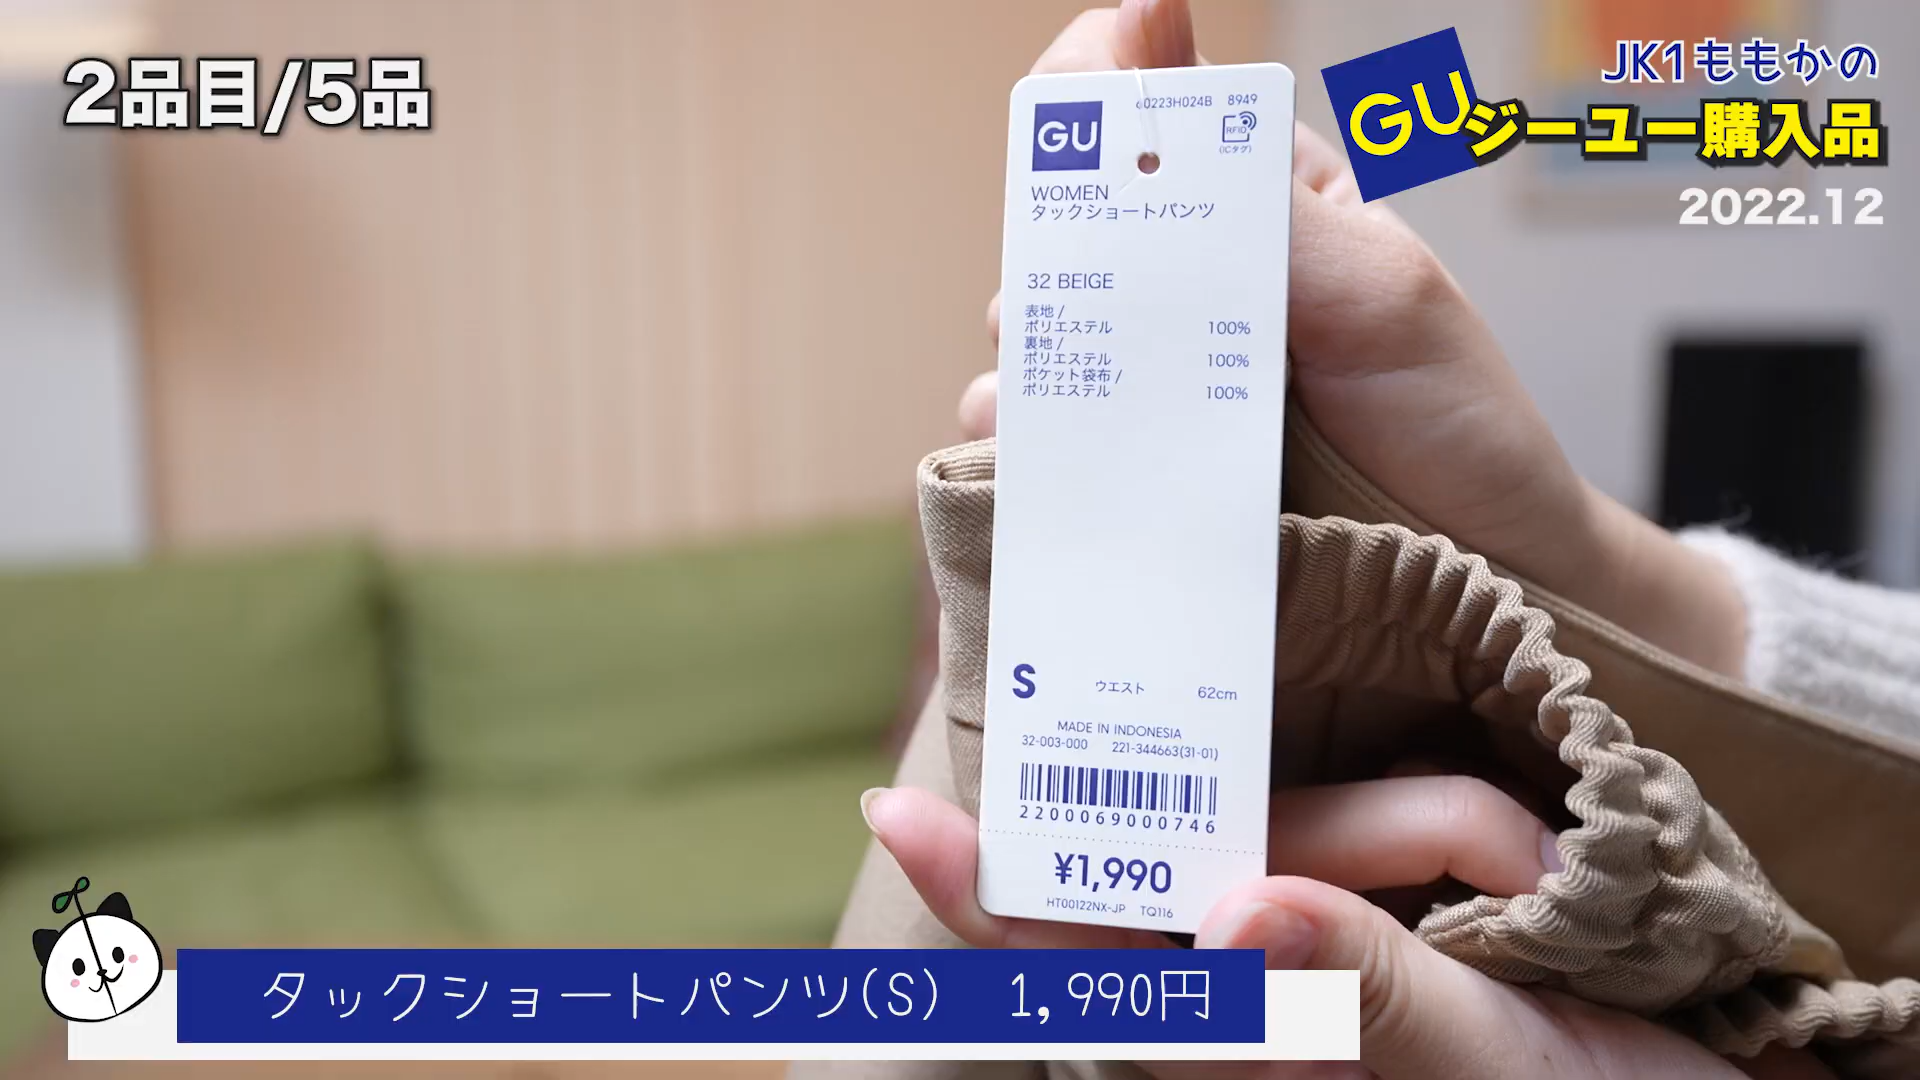 2品目/5品
JK1ももかの
GU
ジーユー購入品
2022.12
GU
60223H024B 8949
RFID
(ICタグ)
WOMEN
タックショートパンツ
32 BEIGE
表地 /
ポリエステル 100%
裏地 /
ポリエステル 100%
ポケット袋布 /
ポリエステル 100%
S ウエスト 62cm
MADE IN INDONESIA
32-003-000 221-344663(31-01)
2200069000746
¥1,990
HT00122NX-JP TQ116
タックショートパンツ(S) 1,990円